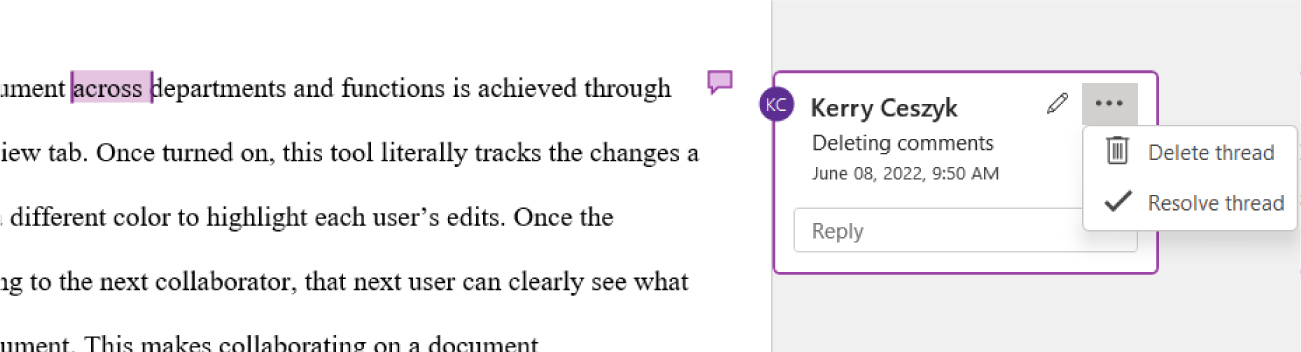 ument across departments and functions is achieved through
iew tab. Once turned on, this tool literally tracks the changes a
different color to highlight each user’s edits. Once the
ng to the next collaborator, that next user can clearly see what
ument. This makes collaborating on a document
KC
Kerry Ceszyk
Deleting comments
June 08, 2022, 9:50 AM
Reply
Delete thread
Resolve thread